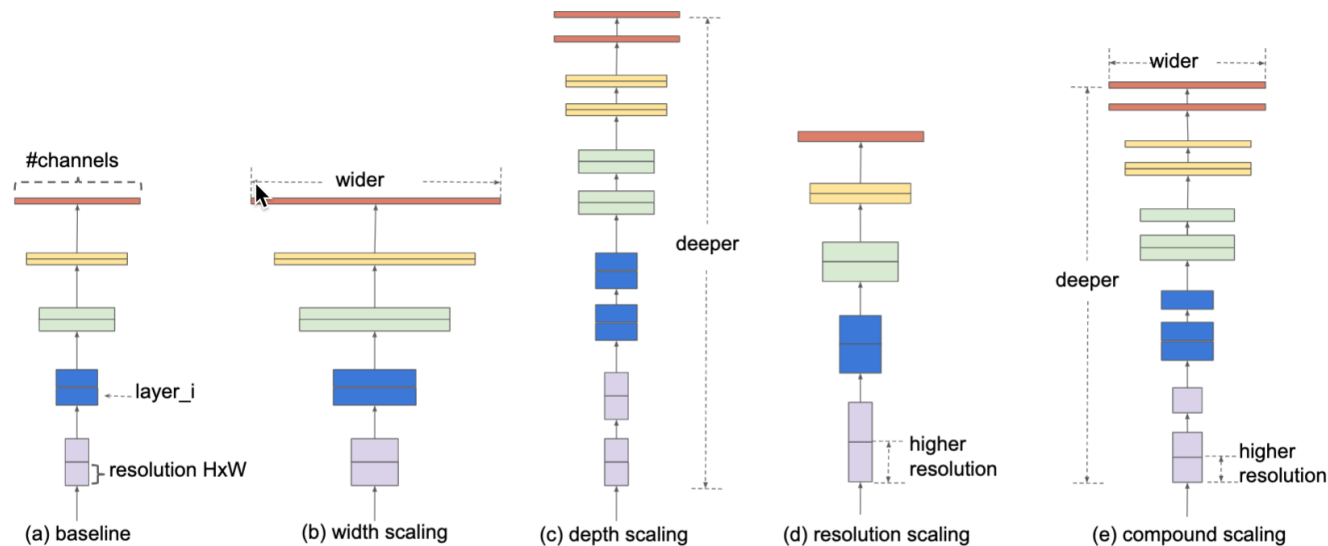 #channels
layer_i
resolution HxW
(a) baseline
wider
(b) width scaling
deeper
(c) depth scaling
higher
resolution
(d) resolution scaling
wider
deeper
higher
resolution
(e) compound scaling